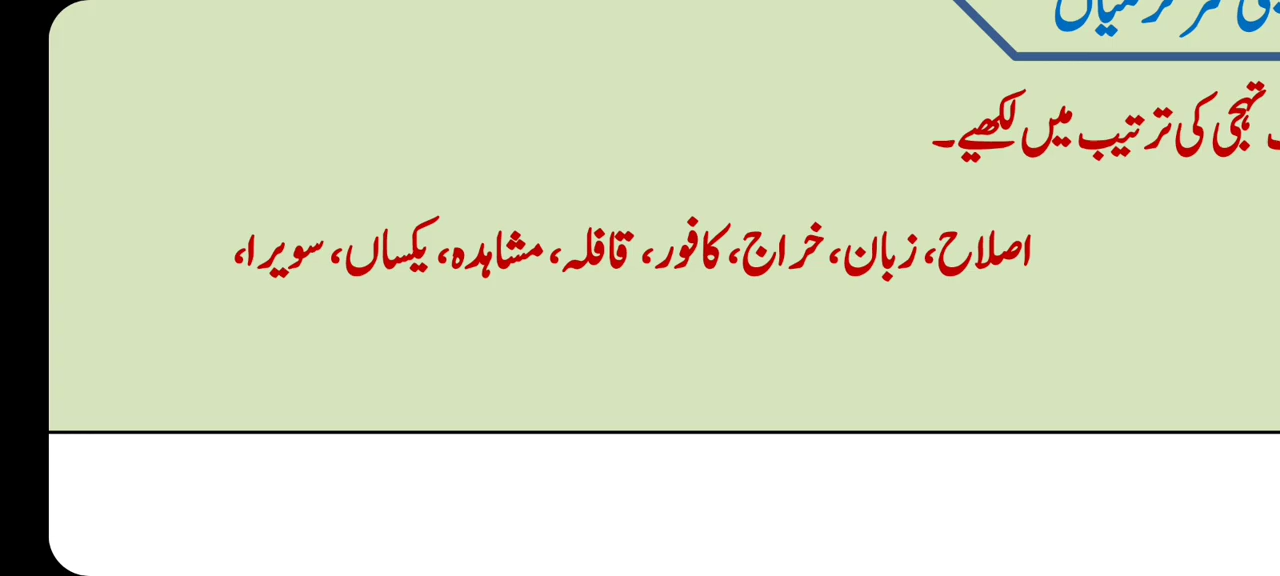 تہجی کی ترتیب میں لکھیے۔
اصلاح، زبان، خراج، کافور، قافلہ، مشاہدہ، یکساں، سویرا،